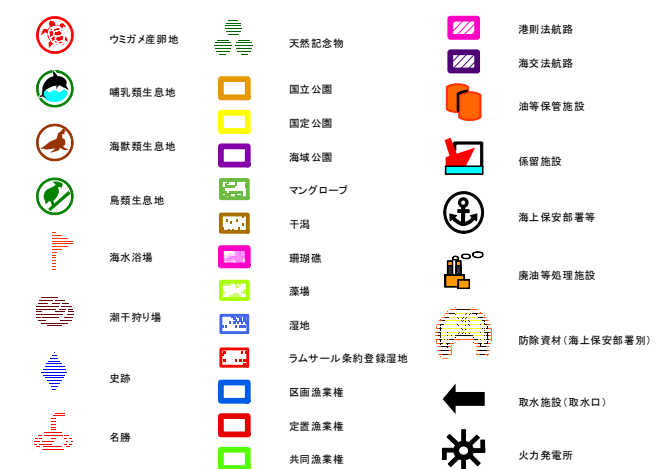 ウミガメ産卵地
哺乳類生息地
海獣類生息地
鳥類生息地
海水浴場
潮干狩り場
史跡
名勝
天然記念物
国立公園
国定公園
海域公園
マングローブ
干潟
珊瑚礁
藻場
湿地
ラムサール条約登録湿地
区画漁業権
定置漁業権
共同漁業権
港則法航路
海交法航路
油等保管施設
係留施設
海上保安部署等
廃油等処理施設
防除資材(海上保安部署別)
取水施設(取水口)
火力発電所